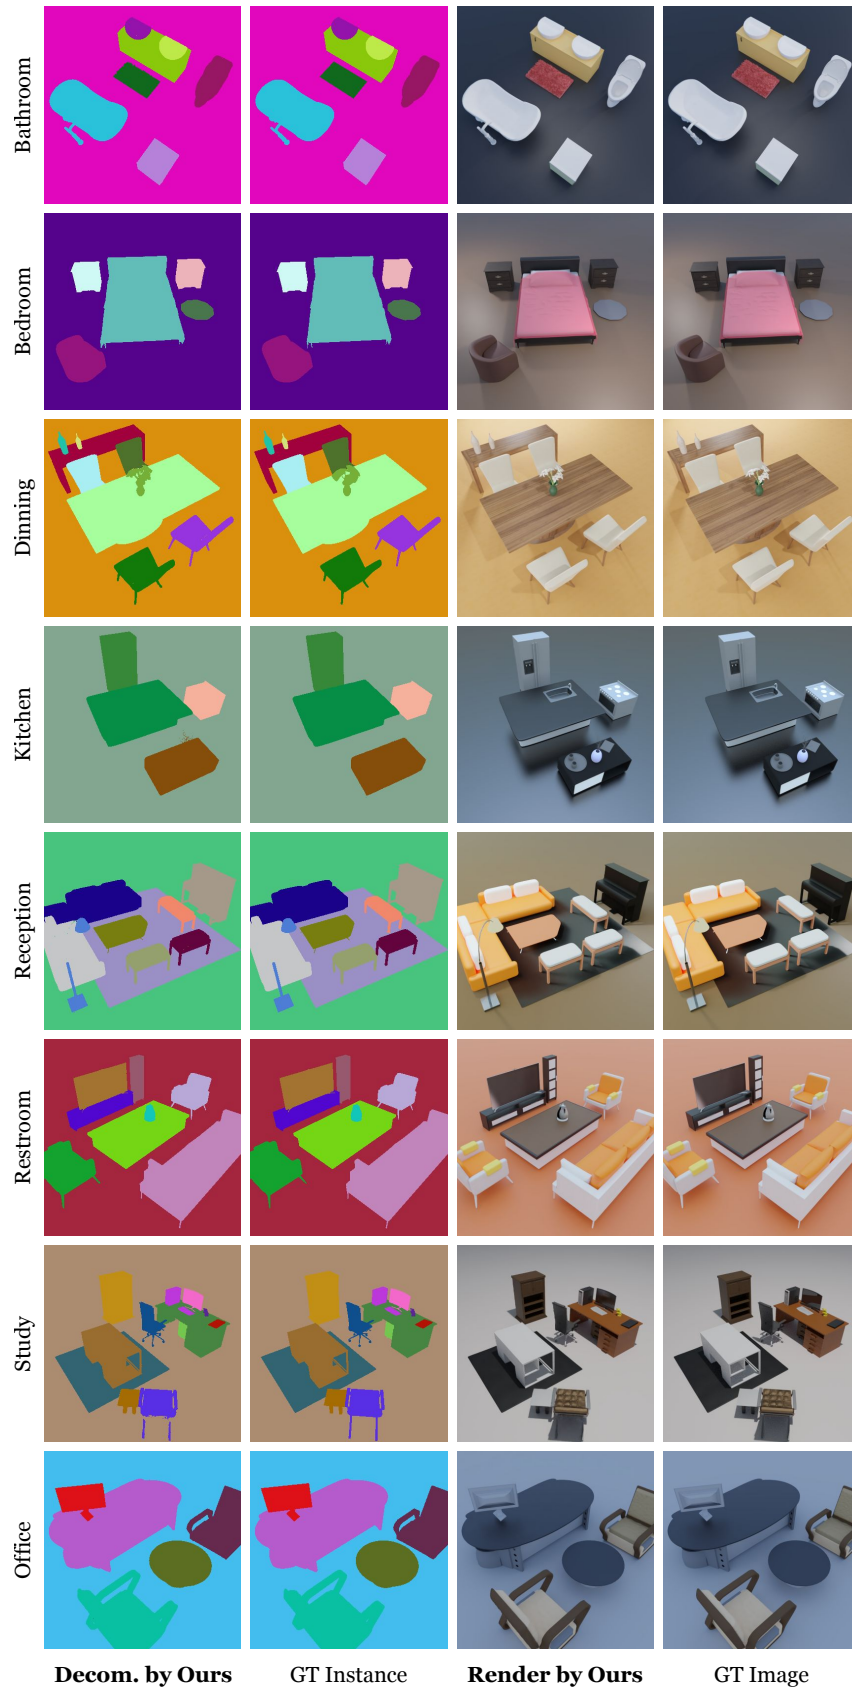 Bathroom
Bedroom
Dinning
Kitchen
Reception
Restroom
Study
Office
Decom. by Ours GT Instance Render by Ours GT Image